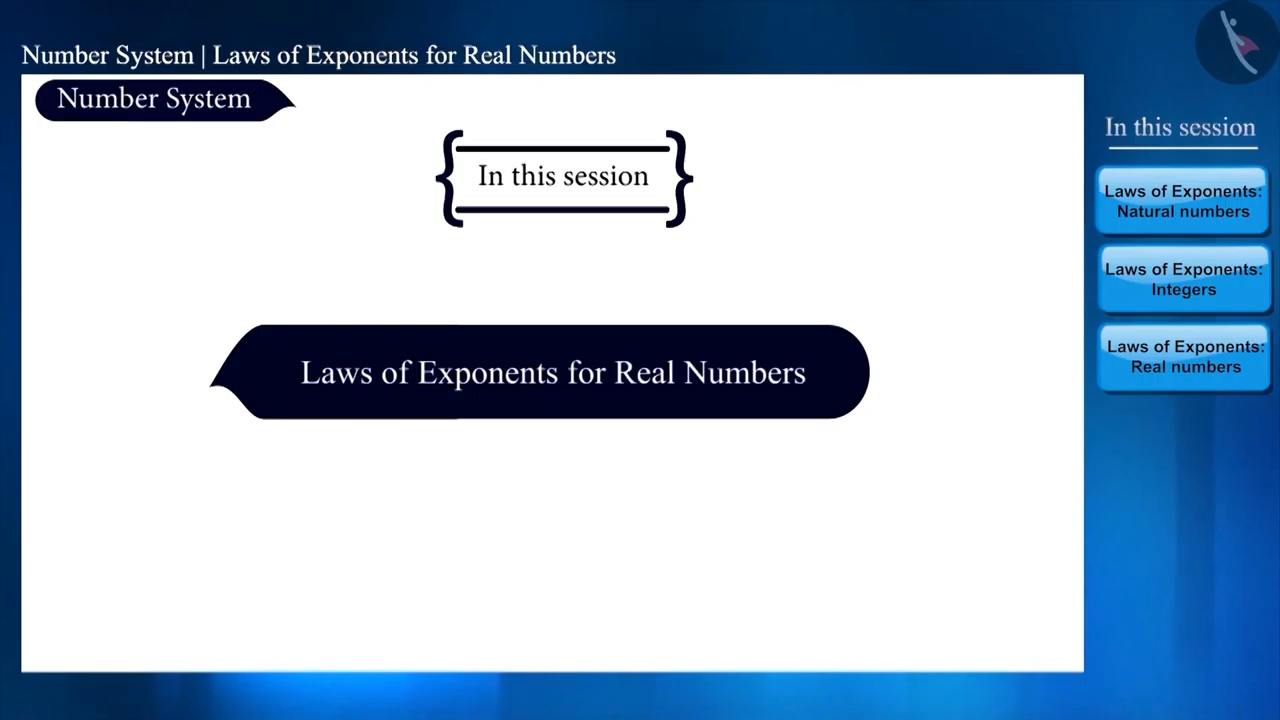 Number System | Laws of Exponents for Real Numbers
Number System
In this session
Laws of Exponents for Real Numbers
In this session
Laws of Exponents:
Natural numbers
Laws of Exponents:
Integers
Laws of Exponents:
Real numbers